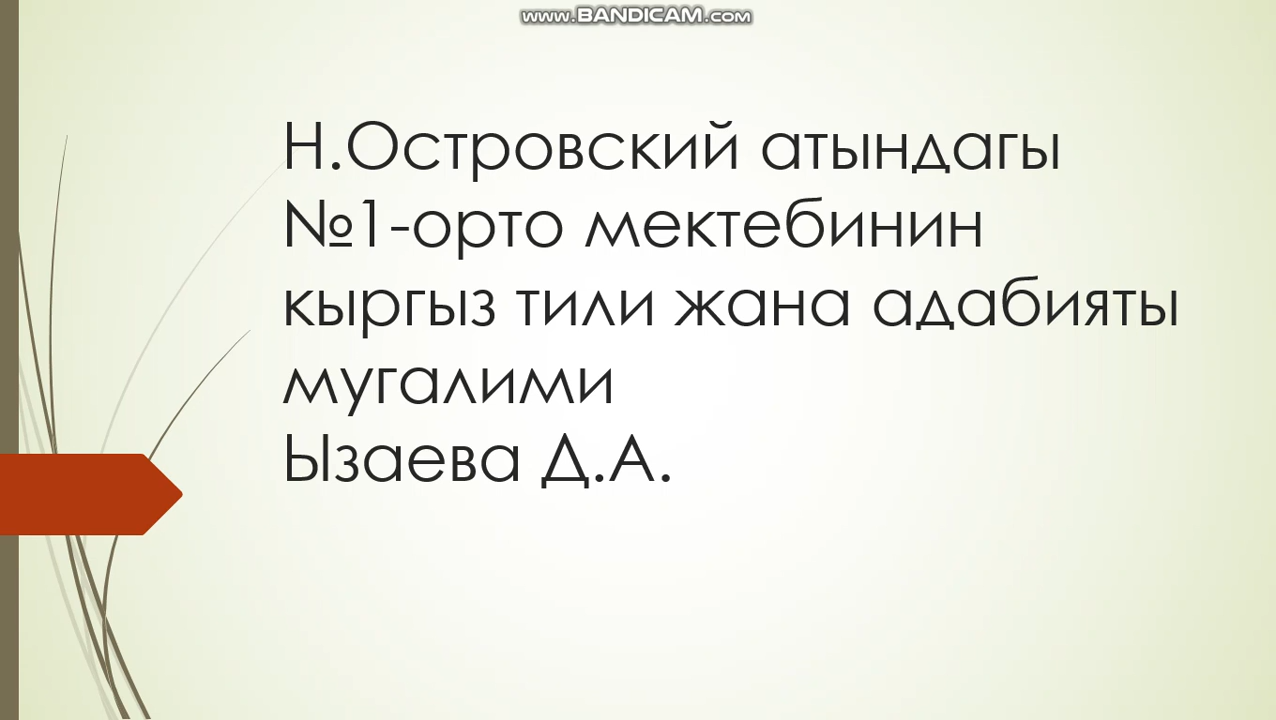 www.BANDICAM.com
Н.Островский атындагы
№1-орто мектебинин
кыргыз тили жана адабияты
мугалими
Ызаева Д.А.